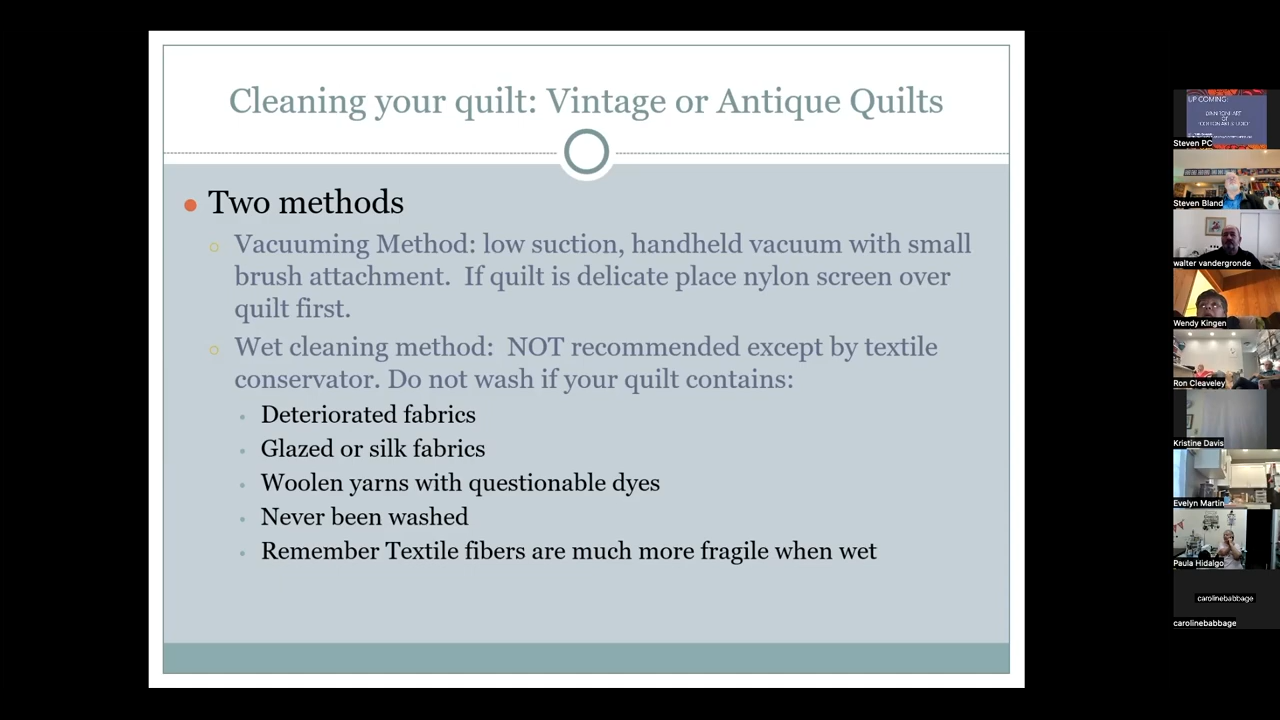 Cleaning your quilt: Vintage or Antique Quilts
Two methods
Vacuuming Method: low suction, handheld vacuum with small
brush attachment. If quilt is delicate place nylon screen over
quilt first.
Wet cleaning method: NOT recommended except by textile
conservator. Do not wash if your quilt contains:
Deteriorated fabrics
Glazed or silk fabrics
Woolen yarns with questionable dyes
Never been washed
Remember Textile fibers are much more fragile when wet
UP COMING:
Steven PC
Steven Bland
walter vandergronde
Wendy Kingen
Ron Cleaveley
Kristine Davis
Evelyn Martin
Paula Hidalgo
carolinebabbage
carolinebabbage